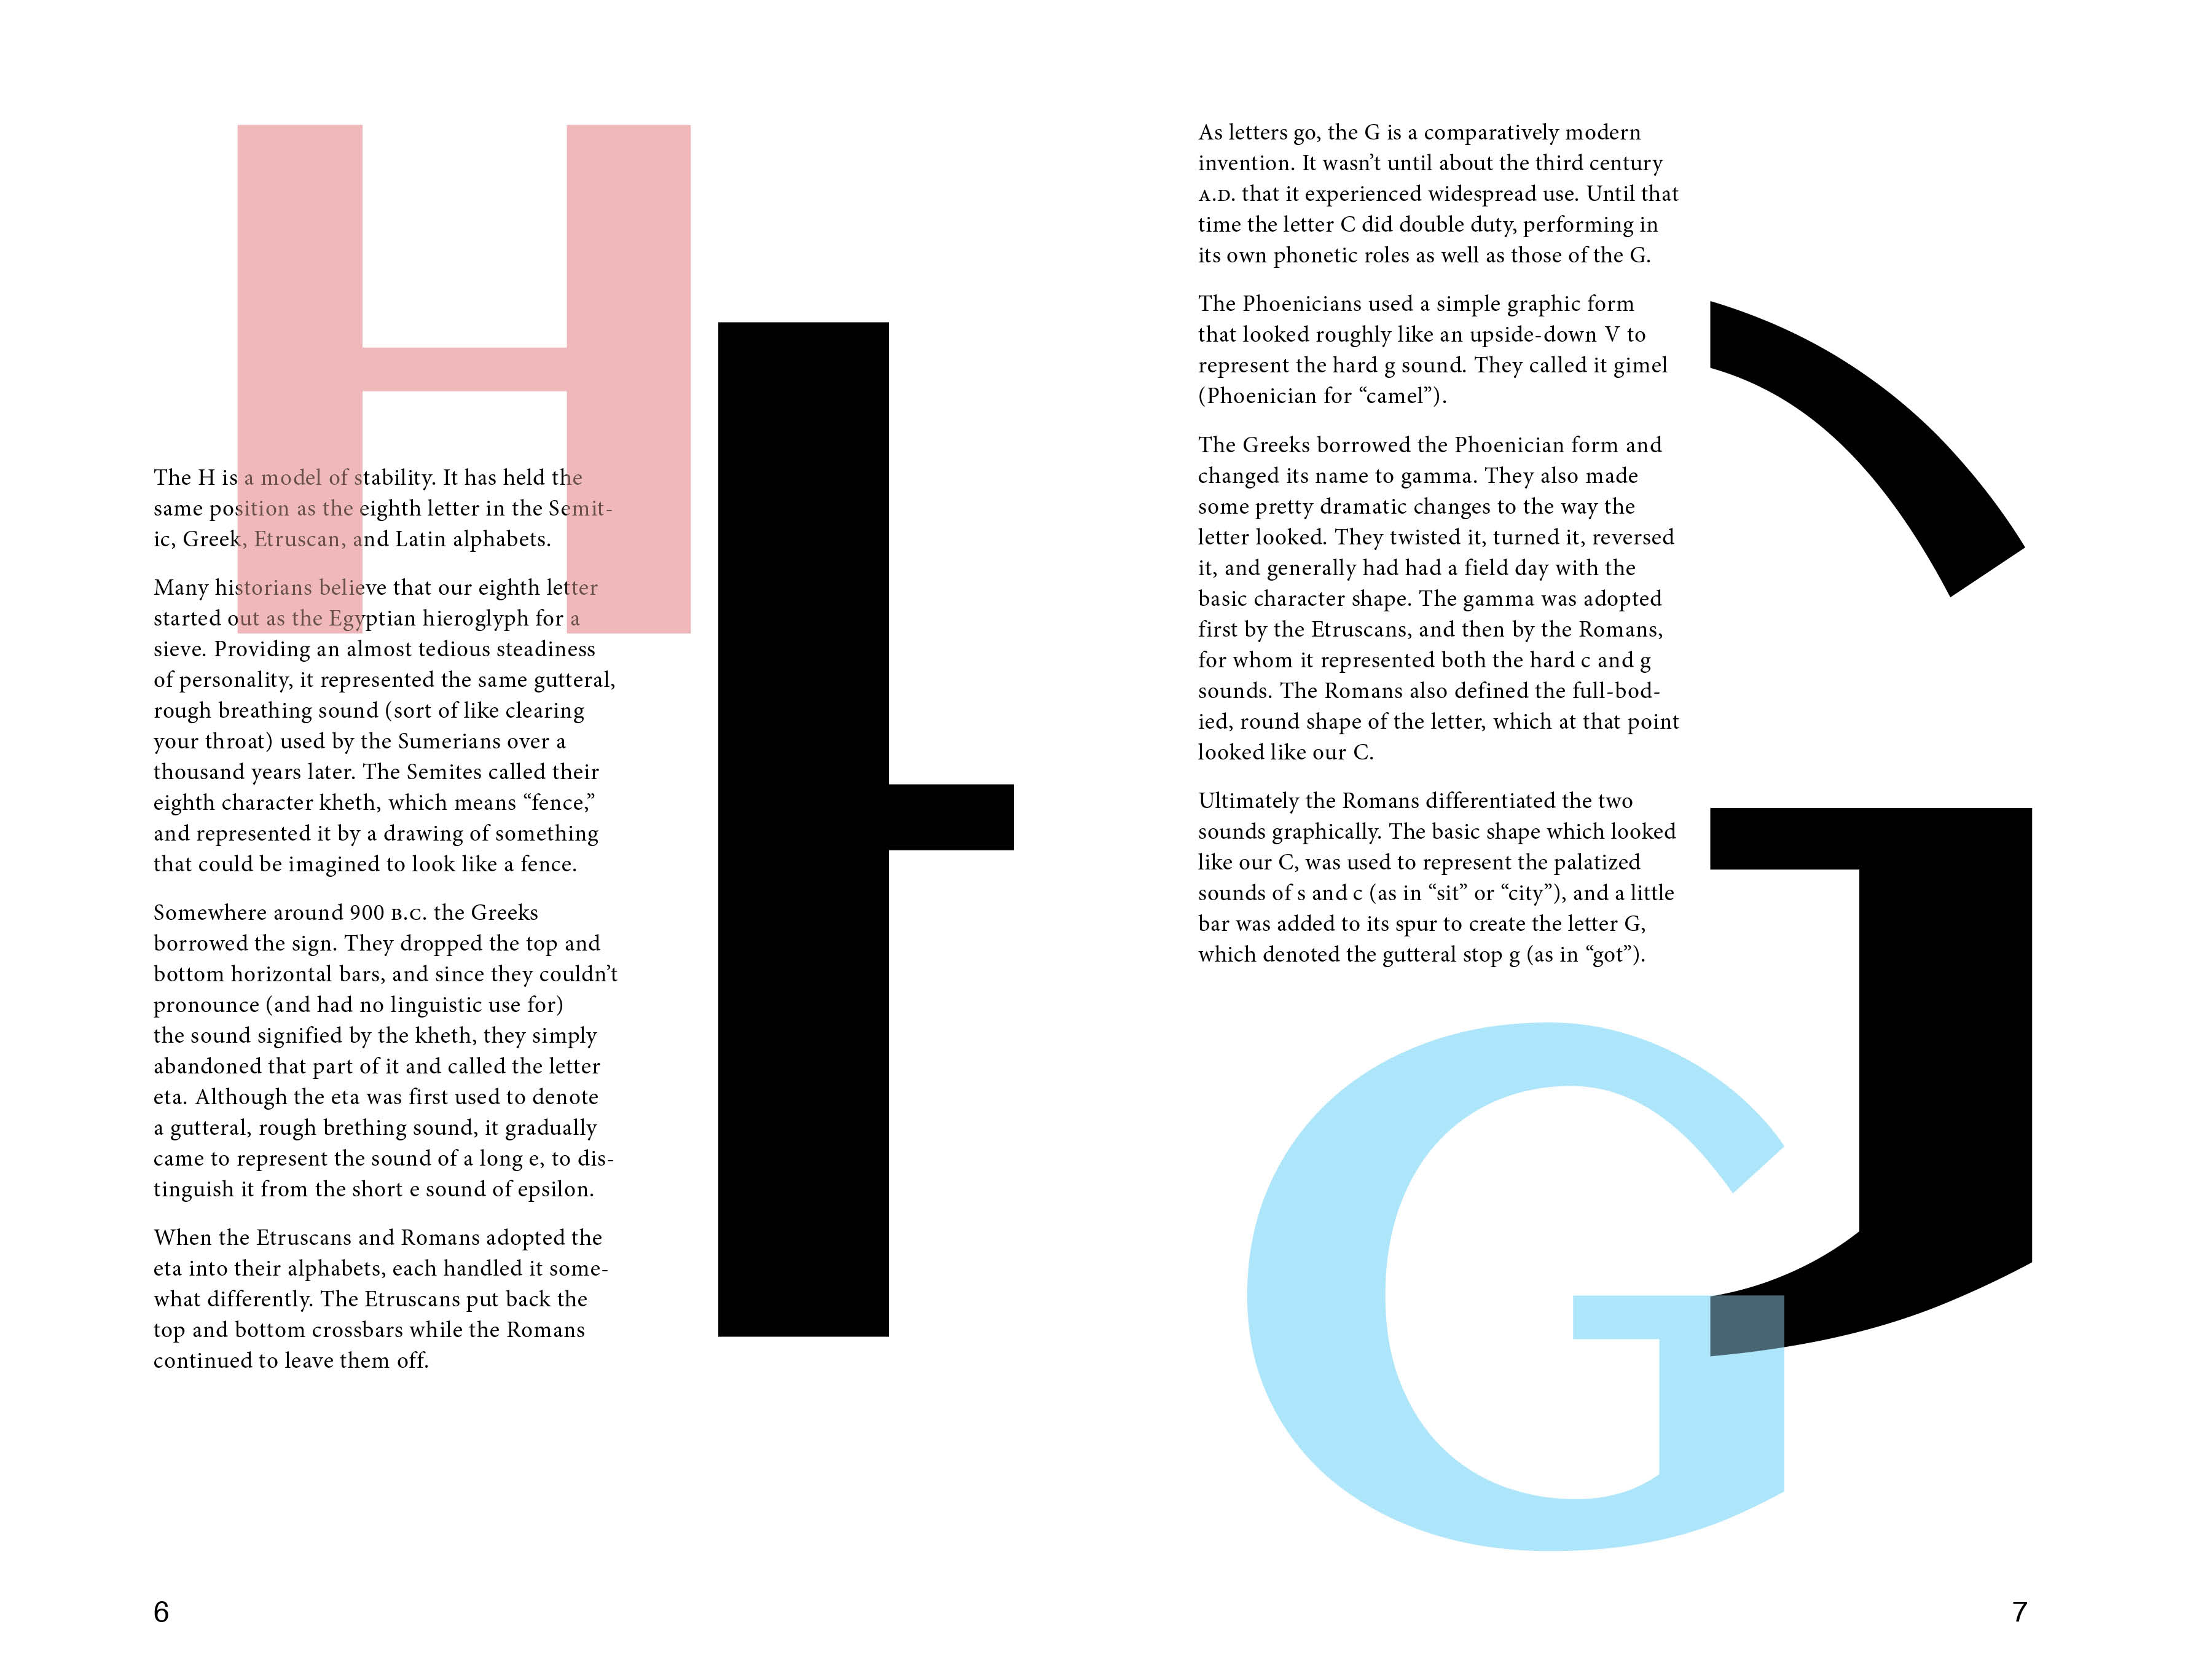 H
The H is a model of stability. It has held the
same position as the eighth letter in the Semit-
ic, Greek, Etruscan, and Latin alphabets.
Many historians believe that our eighth letter
started out as the Egyptian hieroglyph for a
sieve. Providing an almost tedious steadiness
of personality, it represented the same gutteral,
rough breathing sound (sort of like clearing
your throat) used by the Sumerians over a
thousand years later. The Semites called their
eighth character kheth, which means “fence,”
and represented it by a drawing of something
that could be imagined to look like a fence.
Somewhere around 900 B.C. the Greeks
borrowed the sign. They dropped the top and
bottom horizontal bars, and since they couldn’t
pronounce (and had no linguistic use for)
the sound signified by the kheth, they simply
abandoned that part of it and called the letter
eta. Although the eta was first used to denote
a gutteral, rough brething sound, it gradually
came to represent the sound of a long e, to dis-
tinguish it from the short e sound of epsilon.
When the Etruscans and Romans adopted the
eta into their alphabets, each handled it some-
what differently. The Etruscans put back the
top and bottom crossbars while the Romans
continued to leave them off.
6
As letters go, the G is a comparatively modern
invention. It wasn’t until about the third century
A.D. that it experienced widespread use. Until that
time the letter C did double duty, performing in
its own phonetic roles as well as those of the G.
The Phoenicians used a simple graphic form
that looked roughly like an upside-down V to
represent the hard g sound. They called it gimel
(Phoenician for “camel”).
The Greeks borrowed the Phoenician form and
changed its name to gamma. They also made
some pretty dramatic changes to the way the
letter looked. They twisted it, turned it, reversed
it, and generally had had a field day with the
basic character shape. The gamma was adopted
first by the Etruscans, and then by the Romans,
for whom it represented both the hard c and g
sounds. The Romans also defined the full-bod-
ied, round shape of the letter, which at that point
looked like our C.
Ultimately the Romans differentiated the two
sounds graphically. The basic shape which looked
like our C, was used to represent the palatized
sounds of s and c (as in “sit” or “city”), and a little
bar was added to its spur to create the letter G,
which denoted the gutteral stop g (as in “got”).
G
7